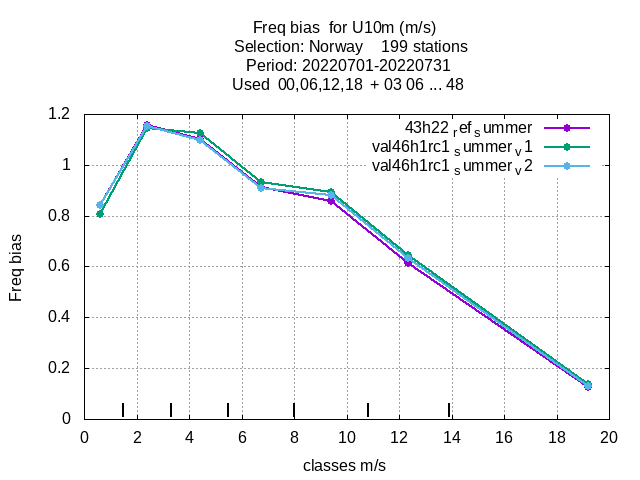 Freq bias for U10m (m/s)
Selection: Norway 199 stations
Period: 20220701-20220731
Used 00,06,12,18 + 03 06 ... 48
43h22 ref summer
val46h1rc1 summer v1
val46h1rc1 summer v2
1.2
1
0.8
0.6
0.4
0.2
0
Freq bias
0 2 4 6 8 10 12 14 16 18 20
classes m/s